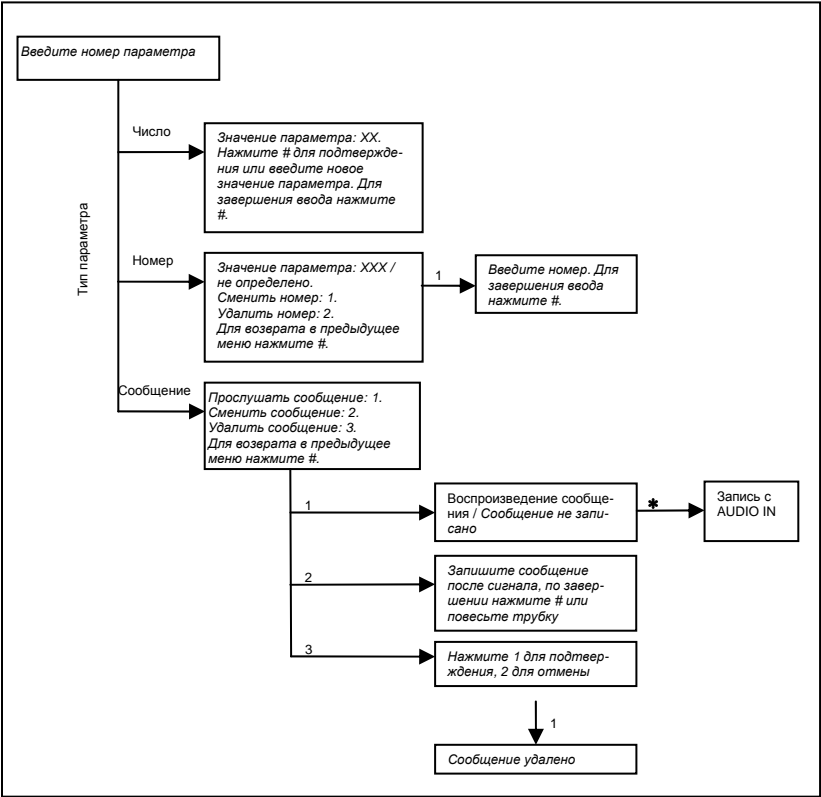 Введите номер параметра
Число
Значение параметра: XX.
Нажмите # для подтвержде-
ния или введите новое
значение параметра. Для
завершения ввода нажмите
#.
Тип параметра
Номер
Значение параметра: XXX /
не определено.
Сменить номер: 1.
Удалить номер: 2.
Для возврата в предыдущее
меню нажмите #.
1
Введите номер. Для
завершения ввода
нажмите #.
Сообщение
Прослушать сообщение: 1.
Сменить сообщение: 2.
Удалить сообщение: 3.
Для возврата в предыдущее
меню нажмите #.
1
Воспроизведение сообще-
ния / Сообщение не запи-
сано
*
Запись с
AUDIO IN
2
Запишите сообщение
после сигнала, по завер-
шении нажмите # или
повесьте трубку
3
Нажмите 1 для подтвер-
ждения, 2 для отмены
1
Сообщение удалено